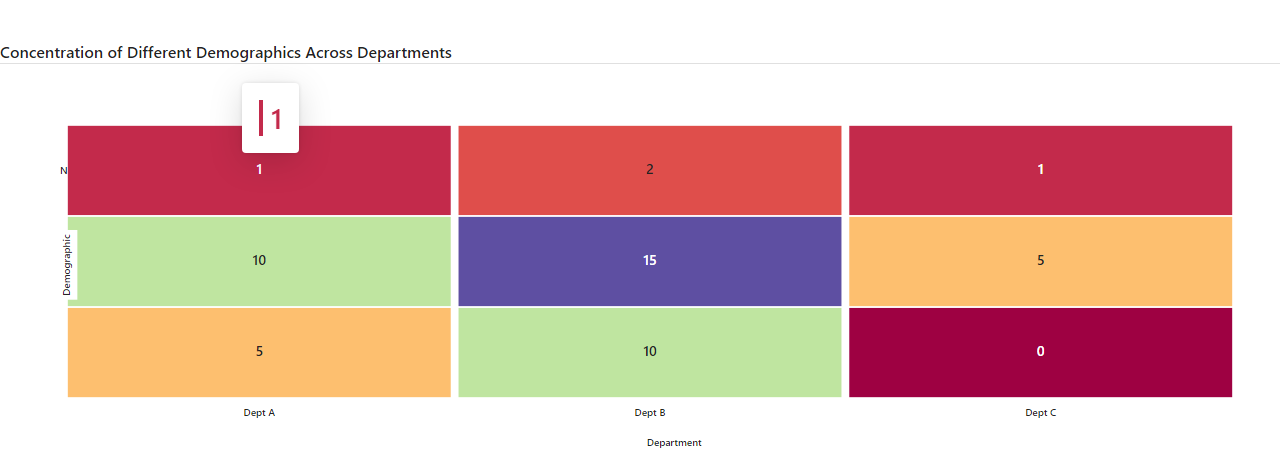 Concentration of Different Demographics Across Departments
1
N
1
2
1
Demographic
10
15
5
5
10
0
Dept A
Dept B
Dept C
Department